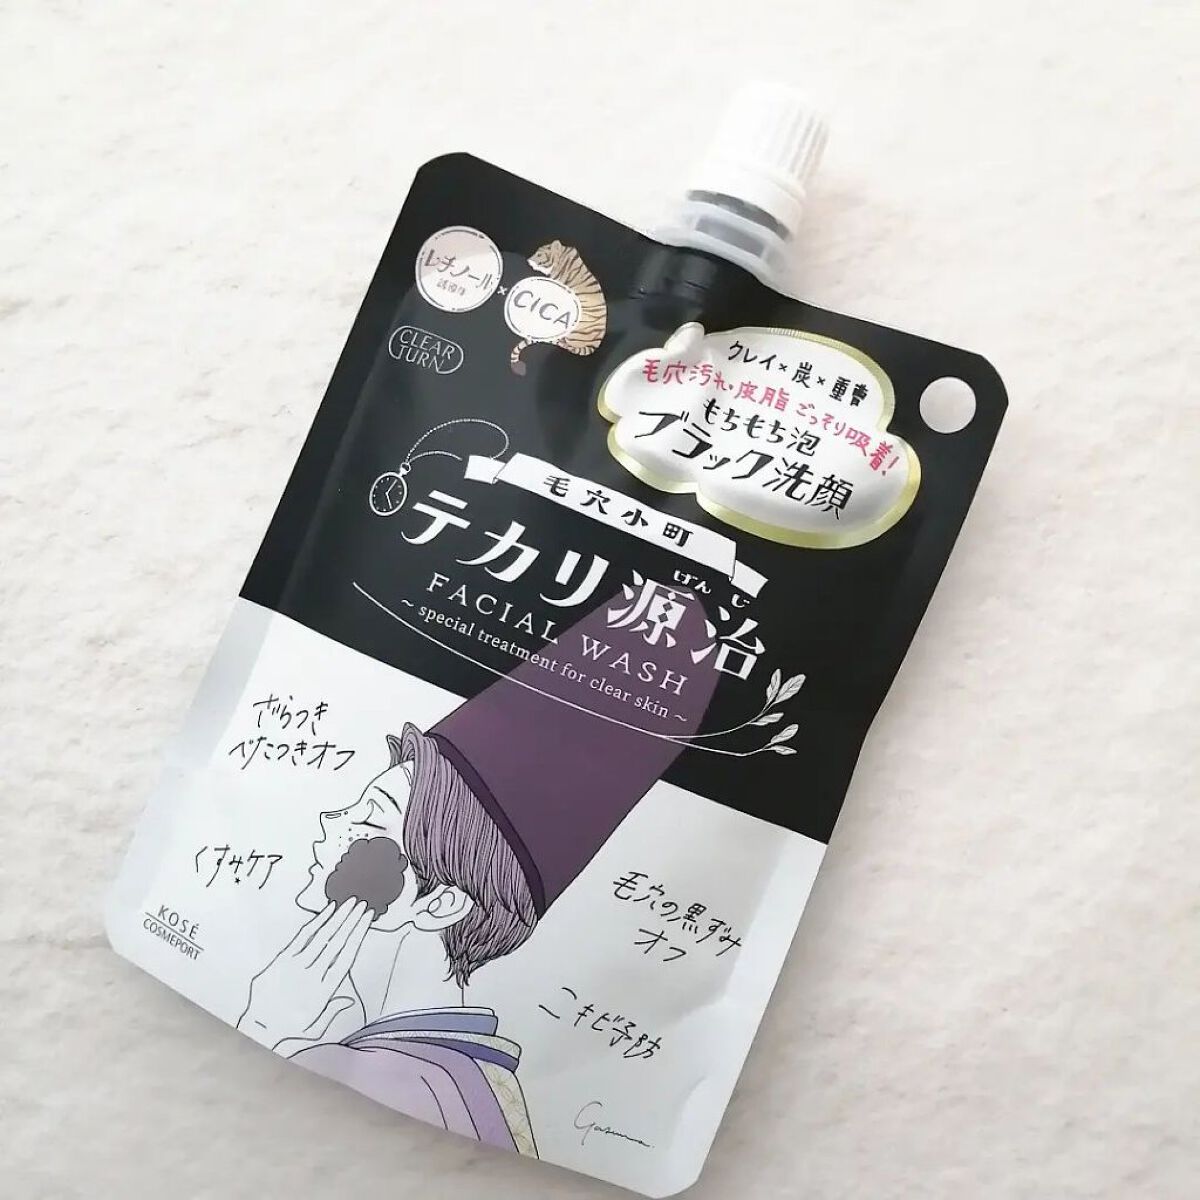 レチノール
誘導体
×
CICA
CLEAR
TURN
クレイ×炭×重曹
毛穴汚れ・皮脂ごっそり吸着!
もちもち泡
ブラック洗顔
毛穴小町
テカリ源治
げんじ
FACIAL WASH
~ special treatment for clear skin ~
ざらつき
べたつきオフ
くすみケア
*
毛穴の黒ずみ
オフ
ニキビ予防
KOSÉ
COSMEPORT